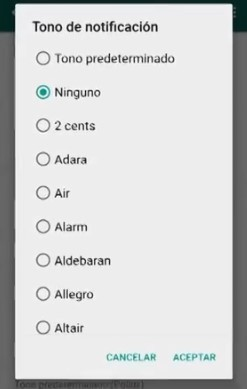 Tono de notificación
Tono predeterminado
Ninguno
2 cents
Adara
Air
Alarm
Aldebaran
Allegro
Altair
CANCELAR ACEPTAR